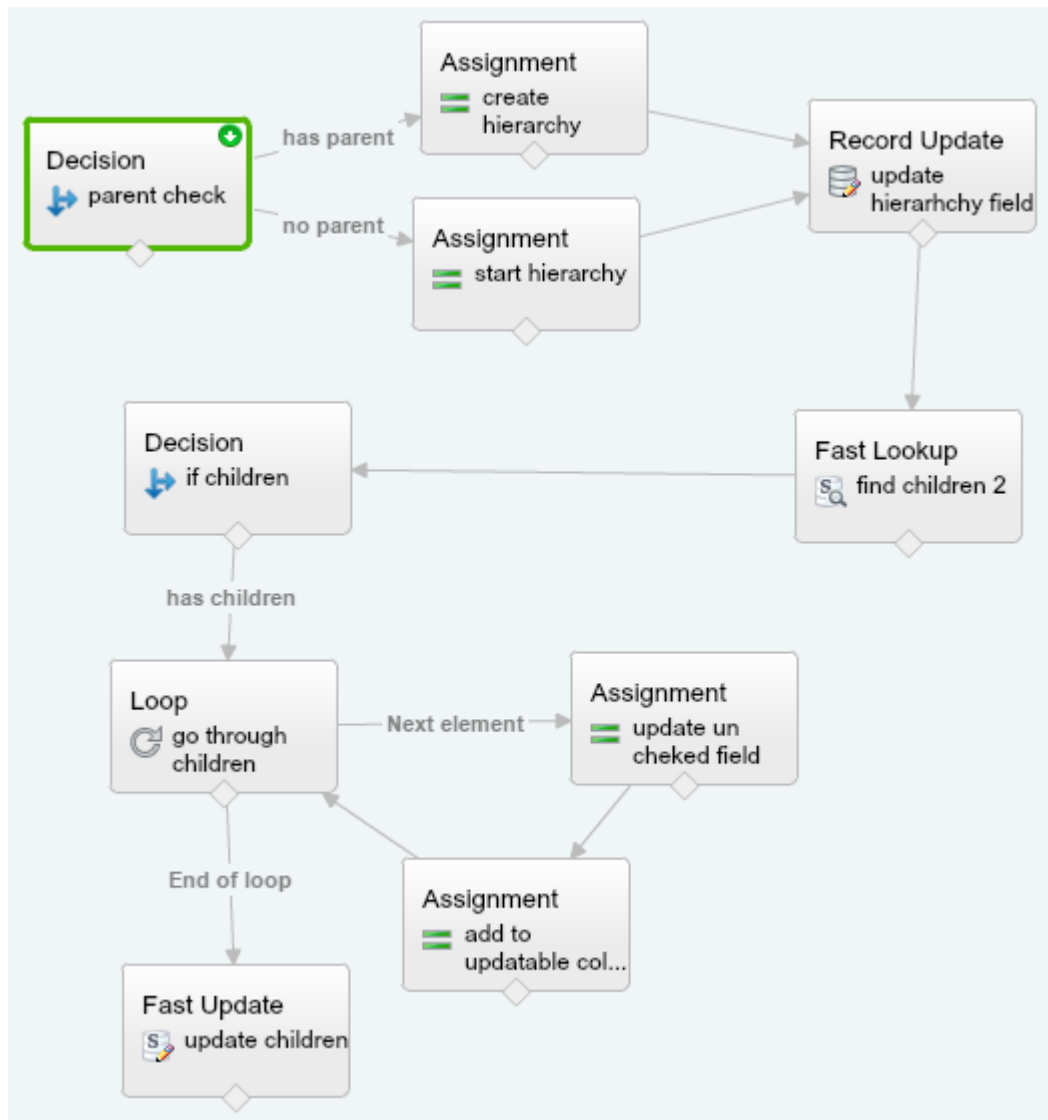 Assignment
create
hierarchy
has parent
Decision
parent check
Record Update
update
hierarhchy field
no parent
Assignment
start hierarchy
Decision
if children
Fast Lookup
find children 2
has children
Loop
go through
children
Next element
Assignment
update un
cheked field
End of loop
Assignment
add to
updatable col...
Fast Update
update children